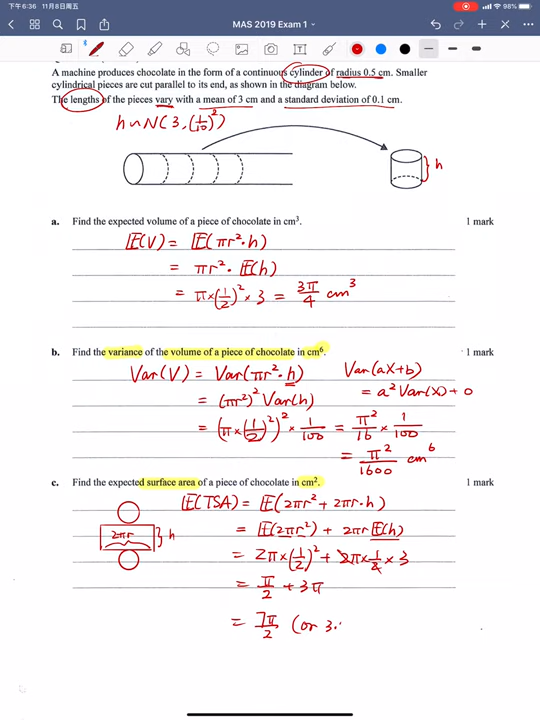 下午6:36 11月8日周五
98%
MAS 2019 Exam 1
A machine produces chocolate in the form of a continuous cylinder of radius 0.5 cm. Smaller
cylindrical pieces are cut parallel to its end, as shown in the diagram below.
The lengths of the pieces vary with a mean of 3 cm and a standard deviation of 0.1 cm.
h ~ N(3, (1/10)²)
h
a. Find the expected volume of a piece of chocolate in cm³. 1 mark
E(V) = E(πr²·h)
= πr²·E(h)
= π×(1/2)²×3 = 3π/4 cm³
b. Find the variance of the volume of a piece of chocolate in cm⁶. 1 mark
Var(V) = Var(πr²·h) Var(aX+b)
= (πr²)² Var(h) = a² Var(X) + 0
= (π×(1/2)²)² × 1/100 = π²/16 × 1/100
= π²/1600 cm⁶
c. Find the expected surface area of a piece of chocolate in cm². 1 mark
E(TSA) = E(2πr² + 2πr·h)
2πr h = E(2πr²) + 2πr E(h)
= 2π×(1/2)² + 2π×1/2×3
= π/2 + 3π
= 7π/2 (or 3.